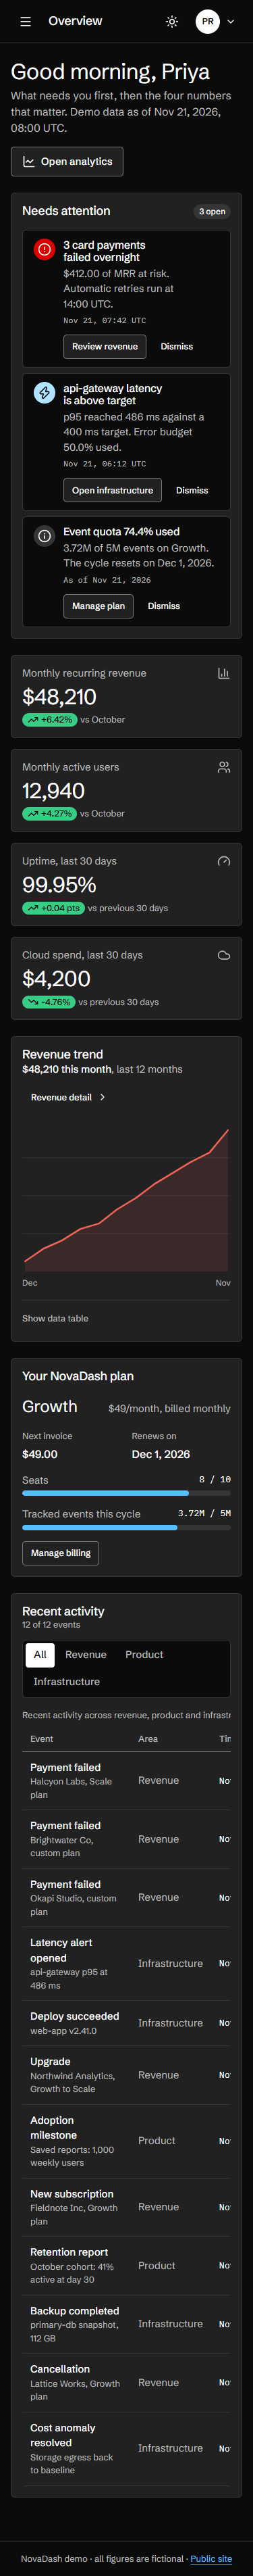 Overview
PR
Good morning, Priya
What needs you first, then the four numbers
that matter. Demo data as of Nov 21, 2026,
08:00 UTC.
Open analytics
Needs attention
3 open
3 card payments
failed overnight
$412.00 of MRR at risk.
Automatic retries run at
14:00 UTC.
Nov 21, 07:42 UTC
Review revenue
Dismiss
api-gateway latency
is above target
p95 reached 486 ms against a
400 ms target. Error budget
50.0% used.
Nov 21, 06:12 UTC
Open infrastructure
Dismiss
Event quota 74.4% used
3.72M of 5M events on Growth.
The cycle resets on Dec 1, 2026.
As of Nov 21, 2026
Manage plan
Dismiss
Monthly recurring revenue
$48,210
+6.42% vs October
Monthly active users
12,940
+4.27% vs October
Uptime, last 30 days
99.95%
+0.04 pts vs previous 30 days
Cloud spend, last 30 days
$4,200
-4.76% vs previous 30 days
Revenue trend
$48,210 this month, last 12 months
Revenue detail
Dec Nov
Show data table
Your NovaDash plan
Growth $49/month, billed monthly
Next invoice Renews on
$49.00 Dec 1, 2026
Seats 8 / 10
Tracked events this cycle 3.72M / 5M
Manage billing
Recent activity
12 of 12 events
All Revenue Product
Infrastructure
Recent activity across revenue, product and infrastr
Event Area Tim
Payment failed
Halcyon Labs, Scale
plan
Revenue Nov
Payment failed
Brightwater Co,
custom plan
Revenue Nov
Payment failed
Okapi Studio, custom
plan
Revenue Nov
Latency alert
opened
api-gateway p95 at
486 ms
Infrastructure Nov
Deploy succeeded
web-app v2.41.0
Infrastructure Nov
Upgrade
Northwind Analytics,
Growth to Scale
Revenue Nov
Adoption
milestone
Saved reports: 1,000
weekly users
Product Nov
New subscription
Fieldnote Inc, Growth
plan
Revenue Nov
Retention report
October cohort: 41%
active at day 30
Product Nov
Backup completed
primary-db snapshot,
112 GB
Infrastructure Nov
Cancellation
Lattice Works, Growth
plan
Revenue Nov
Cost anomaly
resolved
Storage egress back
to baseline
Infrastructure Nov
NovaDash demo · all figures are fictional · Public site